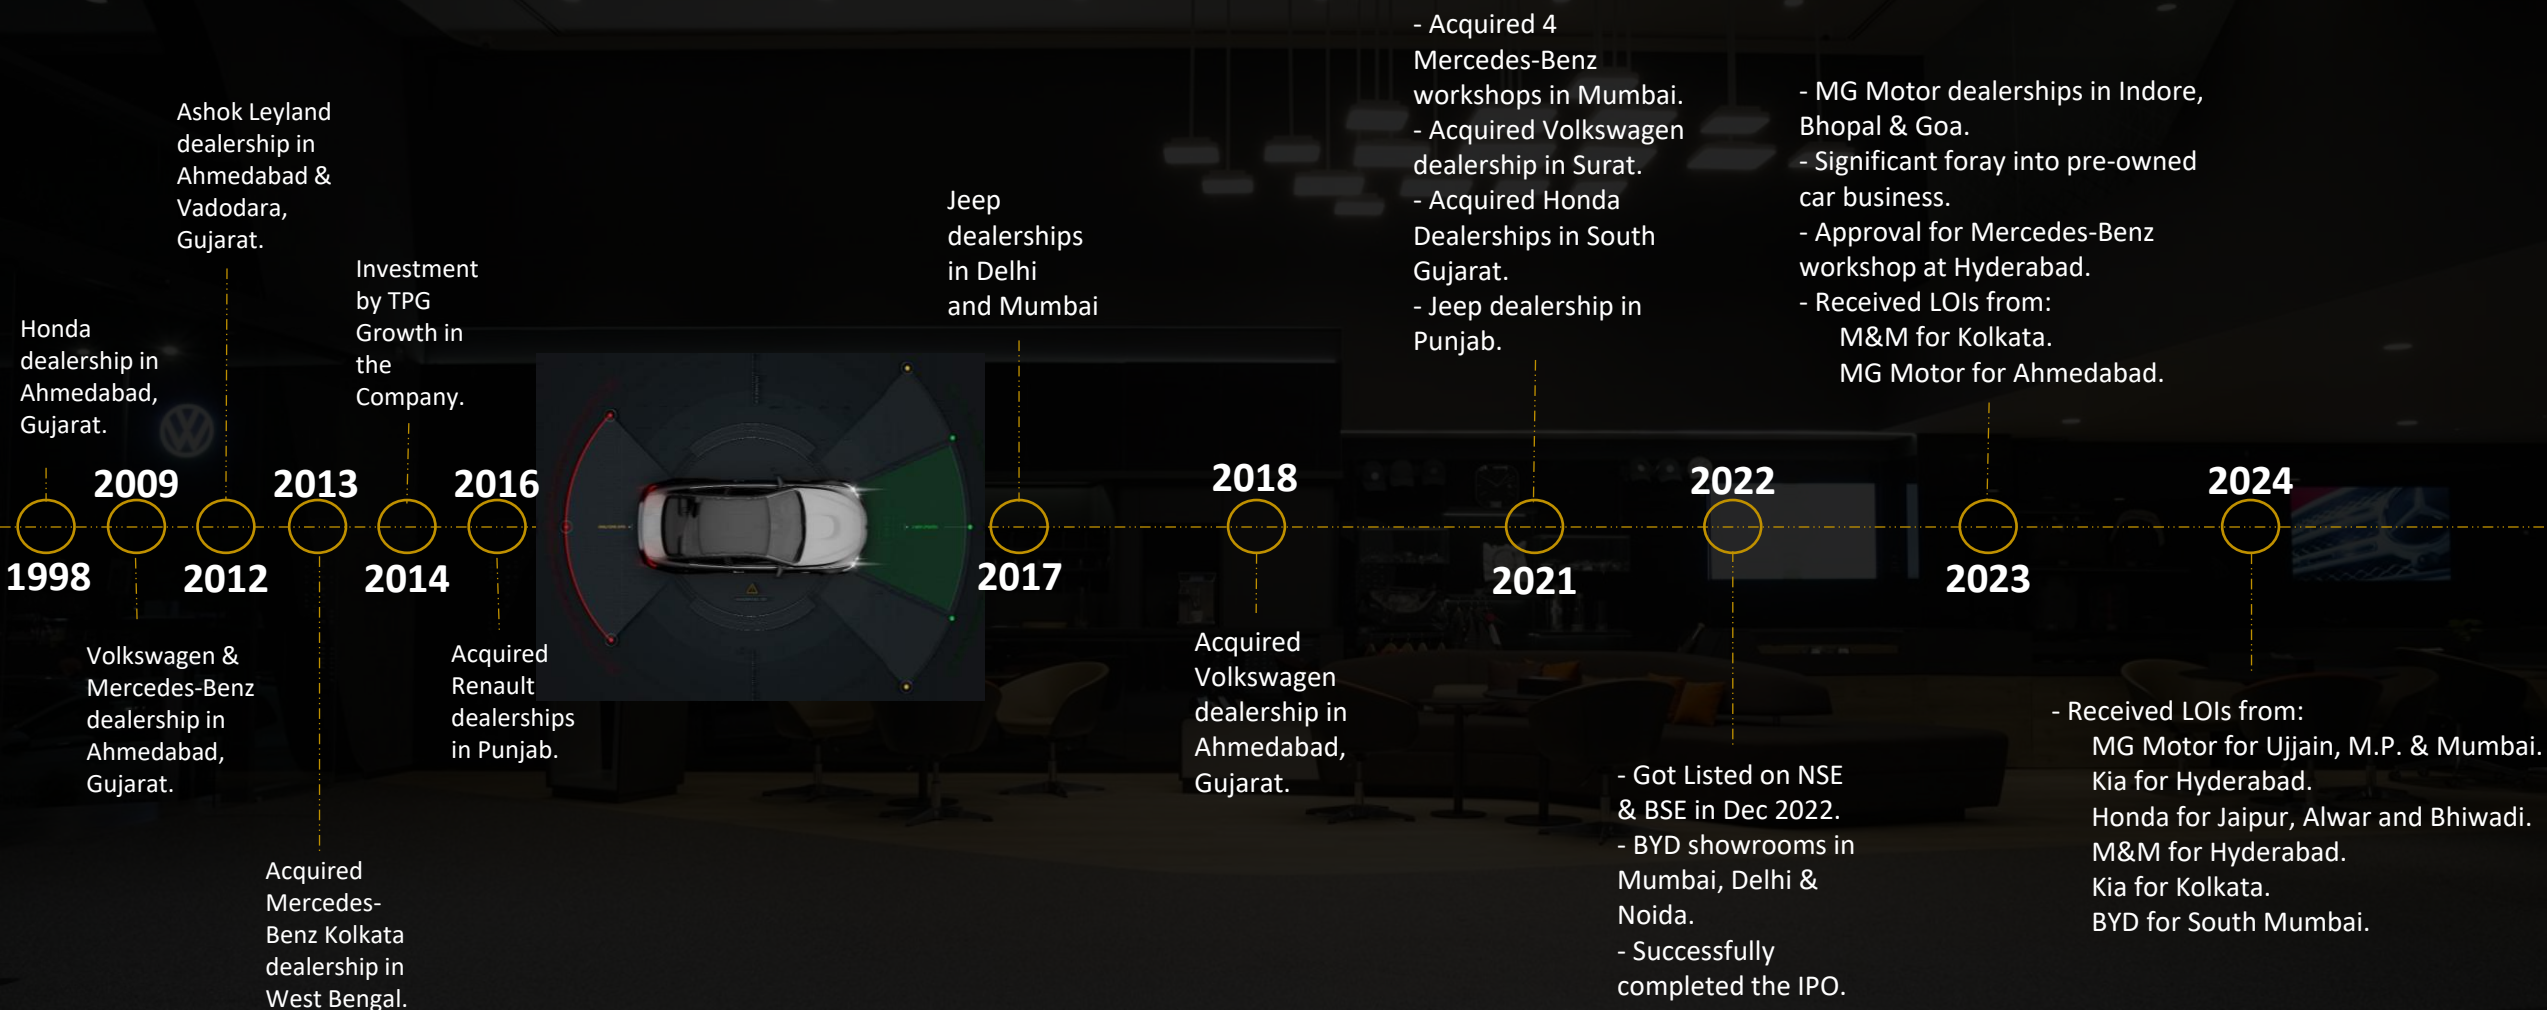 Honda
dealership in
Ahmedabad,
Gujarat.
1998
2009
Volkswagen &
Mercedes-Benz
dealership in
Ahmedabad,
Gujarat.
Ashok Leyland
dealership in
Ahmedabad &
Vadodara,
Gujarat.
2012
2013
Acquired
Mercedes-
Benz Kolkata
dealership in
West Bengal.
Investment
by TPG
Growth in
the
Company.
2014
2016
Acquired
Renault
dealerships
in Punjab.
Jeep
dealerships
in Delhi
and Mumbai
2017
2018
Acquired
Volkswagen
dealership in
Ahmedabad,
Gujarat.
- Acquired 4
Mercedes-Benz
workshops in Mumbai.
- Acquired Volkswagen
dealership in Surat.
- Acquired Honda
Dealerships in South
Gujarat.
- Jeep dealership in
Punjab.
2021
2022
- Got Listed on NSE
& BSE in Dec 2022.
- BYD showrooms in
Mumbai, Delhi &
Noida.
- Successfully
completed the IPO.
- MG Motor dealerships in Indore,
Bhopal & Goa.
- Significant foray into pre-owned
car business.
- Approval for Mercedes-Benz
workshop at Hyderabad.
- Received LOIs from:
M&M for Kolkata.
MG Motor for Ahmedabad.
2023
2024
- Received LOIs from:
MG Motor for Ujjain, M.P. & Mumbai.
Kia for Hyderabad.
Honda for Jaipur, Alwar and Bhiwadi.
M&M for Hyderabad.
Kia for Kolkata.
BYD for South Mumbai.